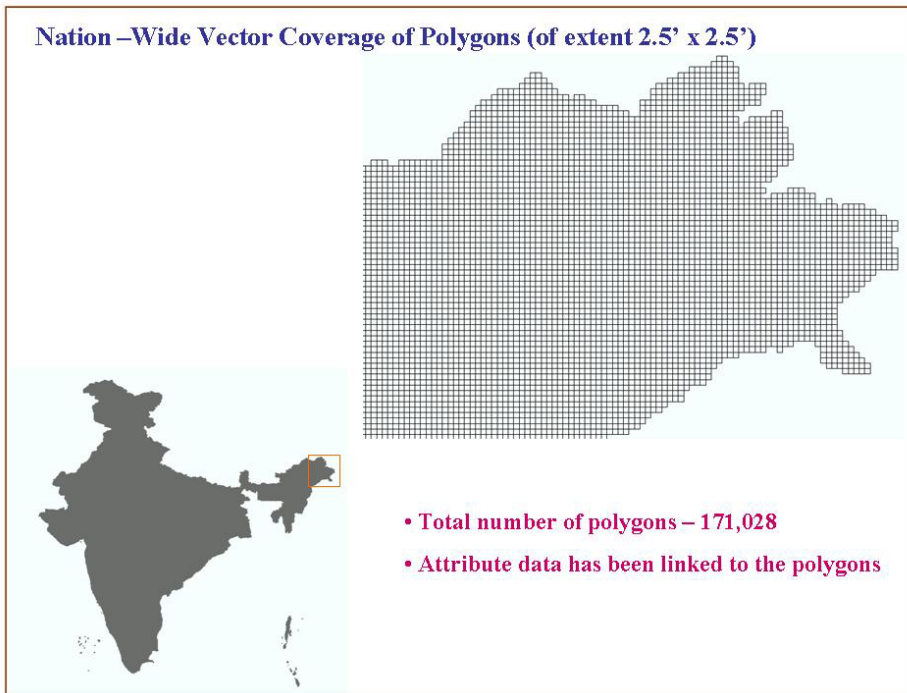 Nation –Wide Vector Coverage of Polygons (of extent 2.5’ x 2.5’)
• Total number of polygons – 171,028
• Attribute data has been linked to the polygons